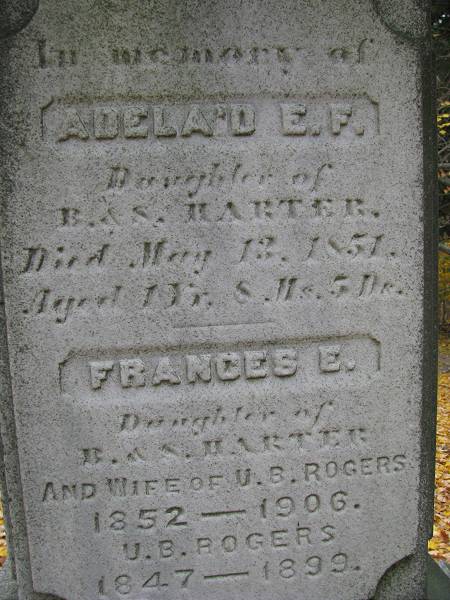 In memory of
ADELA'D E.F.
Daughter of
B. & S. HARTER.
Died May 13, 1851.
Aged 1 Yr. 8 Ms. 5 Ds.
FRANCES E.
Daughter of
B. & S. HARTER
AND WIFE OF U.B. ROGERS
1852 — 1906.
U.B. ROGERS
1847 — 1899.